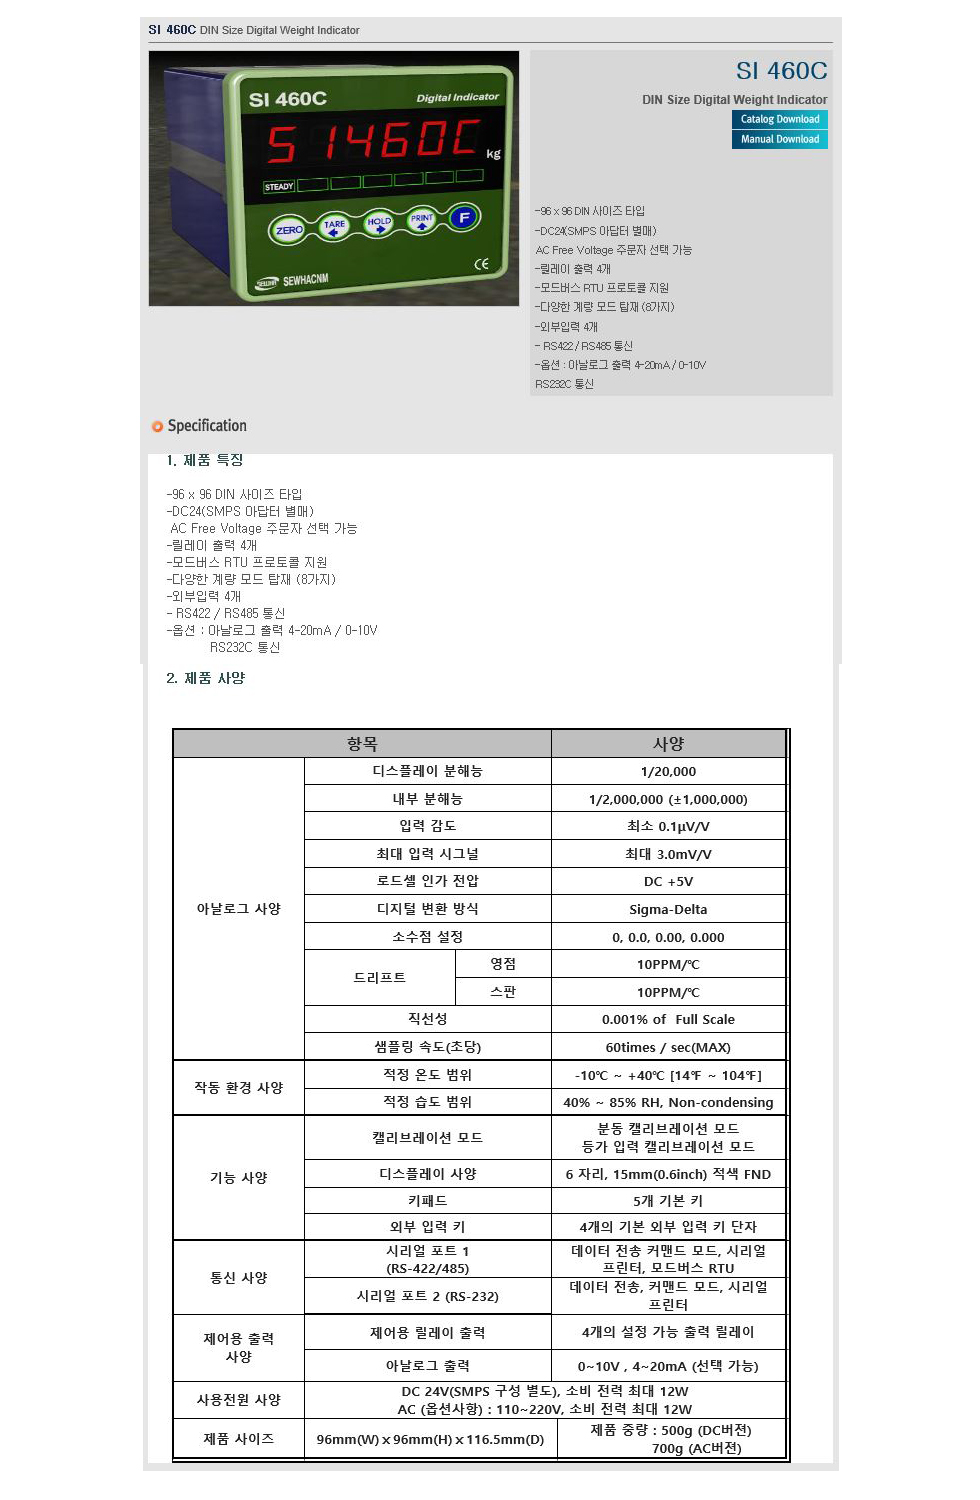 SI 460C DIN Size Digital Weight Indicator
SI 460C
Digital Indicator
SI460C
kg
STEADY
ZERO
TARE
HOLD
PRINT
F
SEWHA
SEWHACNM
CE
SI 460C
DIN Size Digital Weight Indicator
Catalog Download
Manual Download
-96 x 96 DIN 사이즈 타입
-DC24(SMPS 아답터 별매)
AC Free Voltage 주문자 선택 가능
-릴레이 출력 4개
-모드버스 RTU 프로토콜 지원
-다양한 계량 모드 탑재 (8가지)
-외부입력 4개
- RS422 / RS485 통신
-옵션 : 아날로그 출력 4-20mA / 0-10V
RS232C 통신
Specification
1. 제품 특징
-96 x 96 DIN 사이즈 타입
-DC24(SMPS 아답터 별매)
AC Free Voltage 주문자 선택 가능
-릴레이 출력 4개
-모드버스 RTU 프로토콜 지원
-다양한 계량 모드 탑재 (8가지)
-외부입력 4개
- RS422 / RS485 통신
-옵션 : 아날로그 출력 4-20mA / 0-10V
RS232C 통신
2. 제품 사양
항목 사양
아날로그 사양
디스플레이 분해능 1/20,000
내부 분해능 1/2,000,000 (±1,000,000)
입력 감도 최소 0.1μV/V
최대 입력 시그널 최대 3.0mV/V
로드셀 인가 전압 DC +5V
디지털 변환 방식 Sigma-Delta
소수점 설정 0, 0.0, 0.00, 0.000
드리프트
영점 10PPM/℃
스판 10PPM/℃
직선성 0.001% of Full Scale
샘플링 속도(초당) 60times / sec(MAX)
작동 환경 사양
적정 온도 범위 -10℃ ~ +40℃ [14℉ ~ 104℉]
적정 습도 범위 40% ~ 85% RH, Non-condensing
기능 사양
캘리브레이션 모드
분동 캘리브레이션 모드
등가 입력 캘리브레이션 모드
디스플레이 사양 6 자리, 15mm(0.6inch) 적색 FND
키패드 5개 기본 키
외부 입력 키 4개의 기본 외부 입력 키 단자
통신 사양
시리얼 포트 1
(RS-422/485)
데이터 전송 커맨드 모드, 시리얼
프린터, 모드버스 RTU
시리얼 포트 2 (RS-232)
데이터 전송, 커맨드 모드, 시리얼
프린터
제어용 출력
사양
제어용 릴레이 출력 4개의 설정 가능 출력 릴레이
아날로그 출력 0~10V , 4~20mA (선택 가능)
사용전원 사양
DC 24V(SMPS 구성 별도), 소비 전력 최대 12W
AC (옵션사항) : 110~220V, 소비 전력 최대 12W
제품 사이즈
96mm(W) x 96mm(H) x 116.5mm(D)
제품 중량 : 500g (DC버젼)
700g (AC버젼)